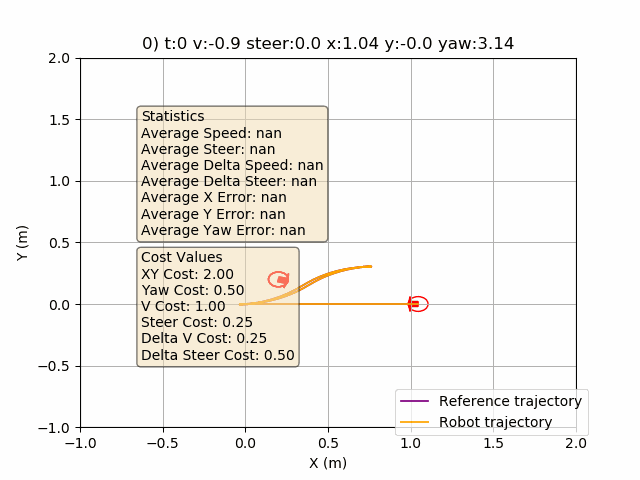 0) t:0 v:-0.9 steer:0.0 x:1.04 y:-0.0 yaw:3.14
2.0
1.5
1.0
0.5
0.0
−0.5
−1.0
Y (m)
Statistics
Average Speed: nan
Average Steer: nan
Average Delta Speed: nan
Average Delta Steer: nan
Average X Error: nan
Average Y Error: nan
Average Yaw Error: nan
Cost Values
XY Cost: 2.00
Yaw Cost: 0.50
V Cost: 1.00
Steer Cost: 0.25
Delta V Cost: 0.25
Delta Steer Cost: 0.50
Reference trajectory
Robot trajectory
−1.0 −0.5 0.0 0.5 1.0 1.5 2.0
X (m)